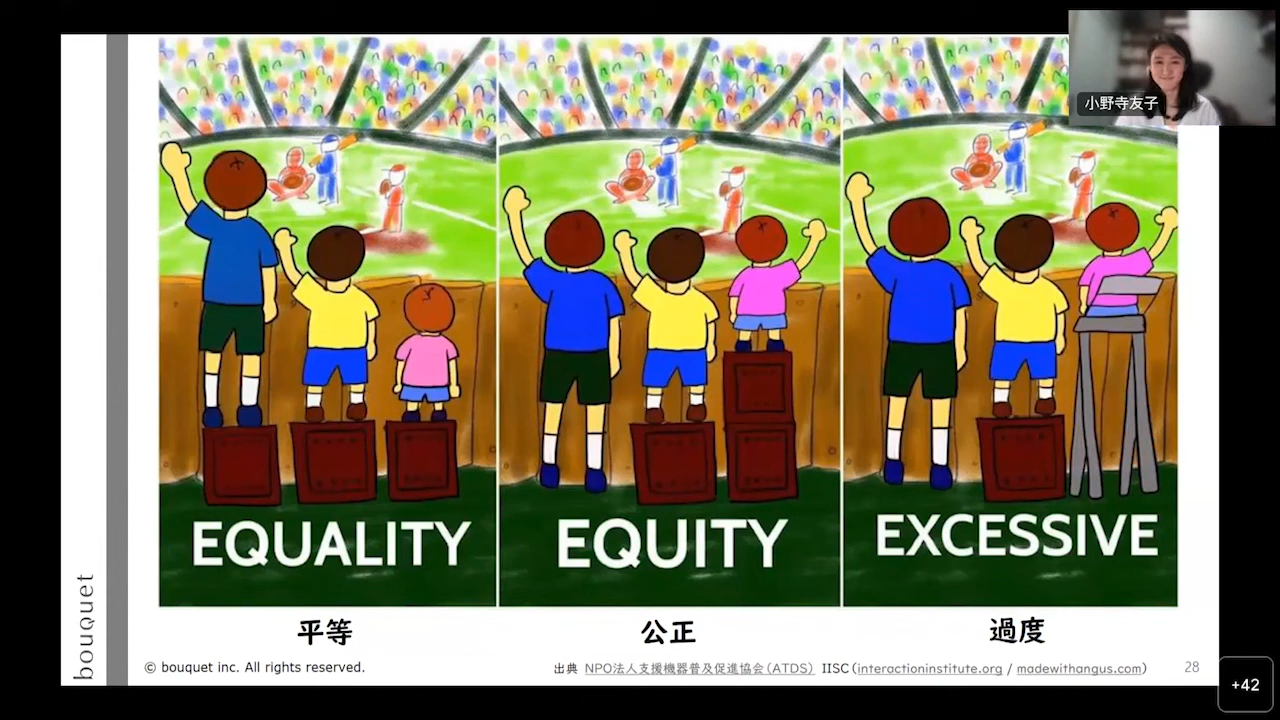 小野寺友子
EQUALITY
EQUITY
EXCESSIVE
平等
公正
過度
bouquet
© bouquet inc. All rights reserved.
出典 NPO法人支援機器普及促進協会(ATDS) IISC(interactioninstitute.org / madewithangus.com)
28
+42